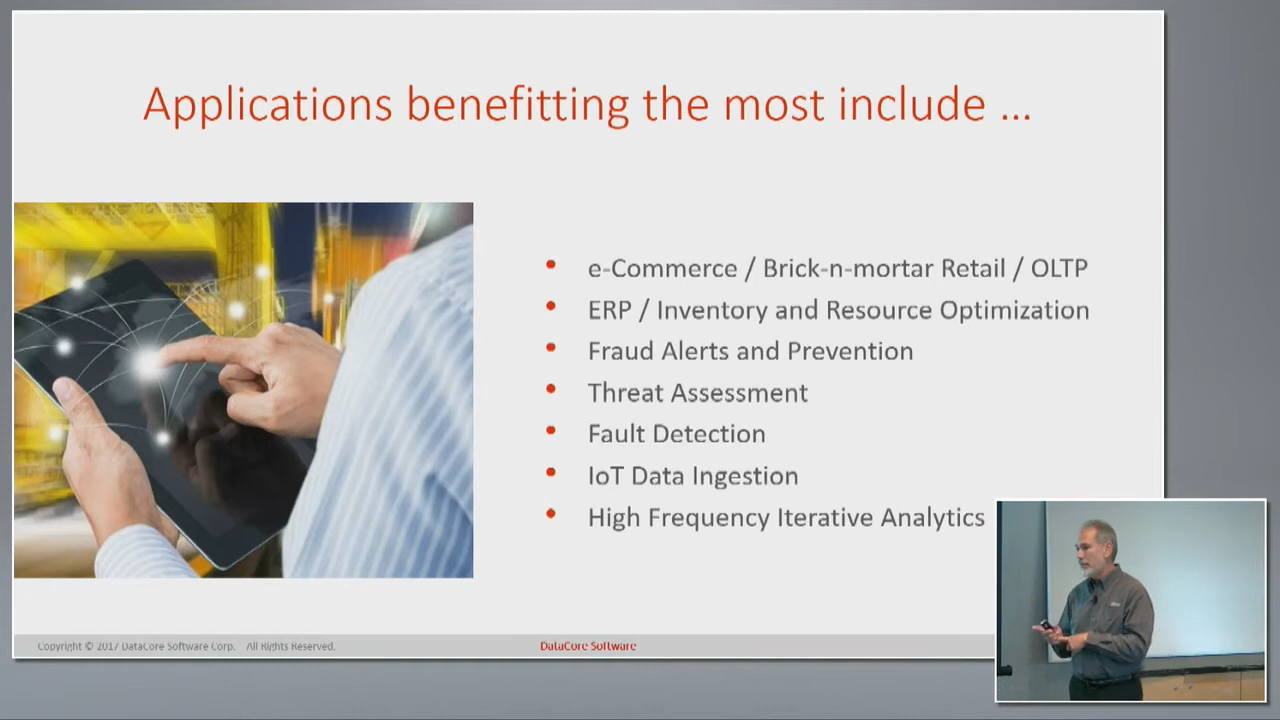 Applications benefitting the most include ...
• e-Commerce / Brick-n-mortar Retail / OLTP
• ERP / Inventory and Resource Optimization
• Fraud Alerts and Prevention
• Threat Assessment
• Fault Detection
• IoT Data Ingestion
• High Frequency Iterative Analytics
Copyright © 2017 DataCore Software Corp. All Rights Reserved.
DataCore Software